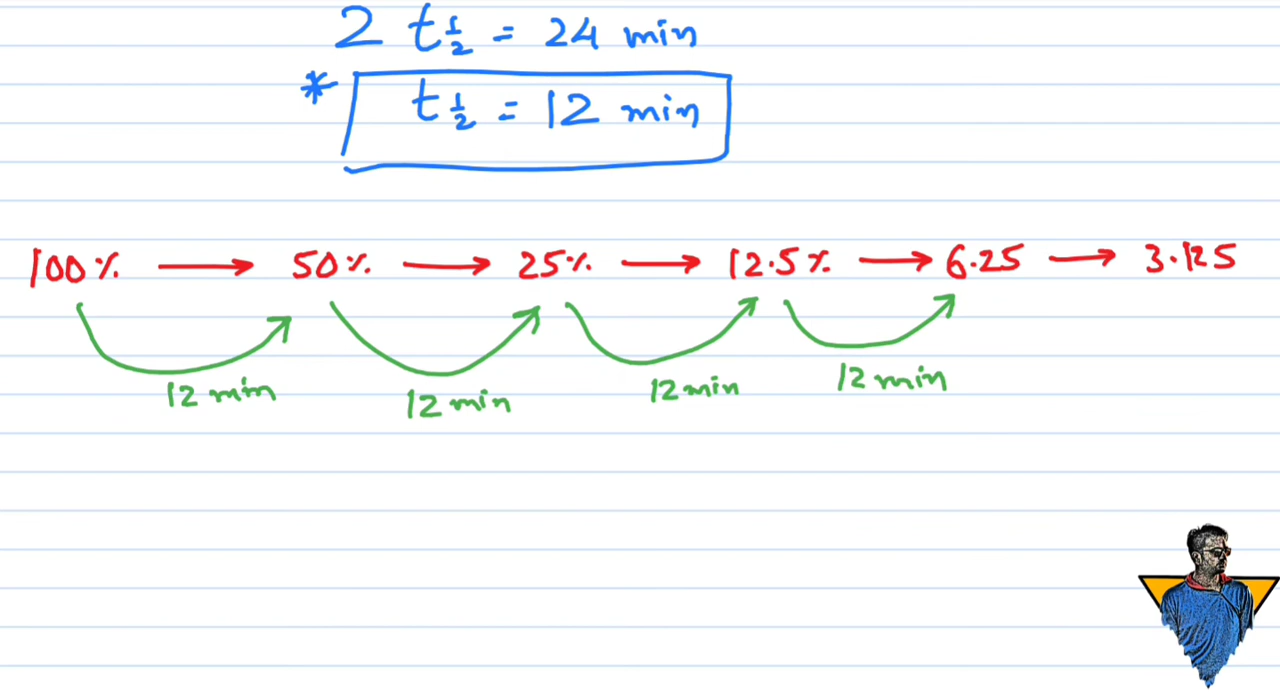 2 t½ = 24 min
* t½ = 12 min
100% → 50% → 25% → 12.5% → 6.25 → 3.125
12 min 12 min 12 min 12 min